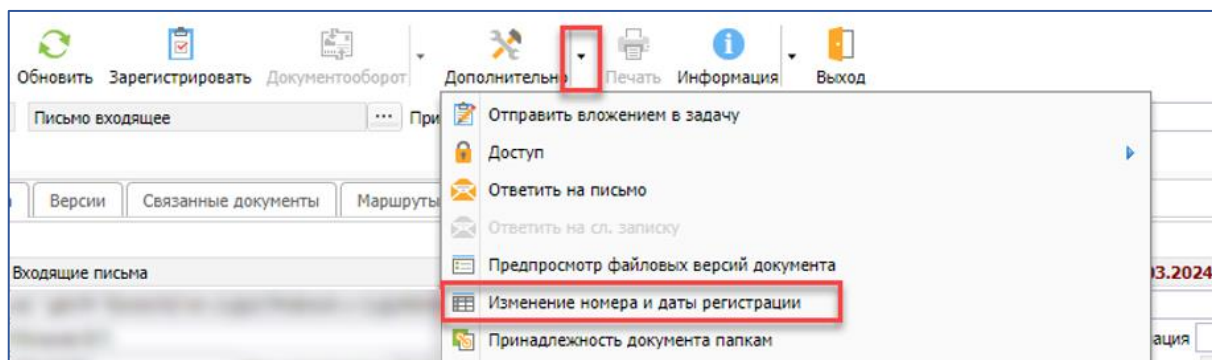 Обновить Зарегистрировать Документооборот Дополнительно Печать Информация Выход
Письмо входящее ... При
Отправить вложением в задачу
Доступ
Версии Связанные документы Маршруты
Ответить на письмо
Ответить на сл. записку
Входящие письма
Предпросмотр файловых версий документа
03.2024
Изменение номера и даты регистрации
Принадлежность документа папкам
ация